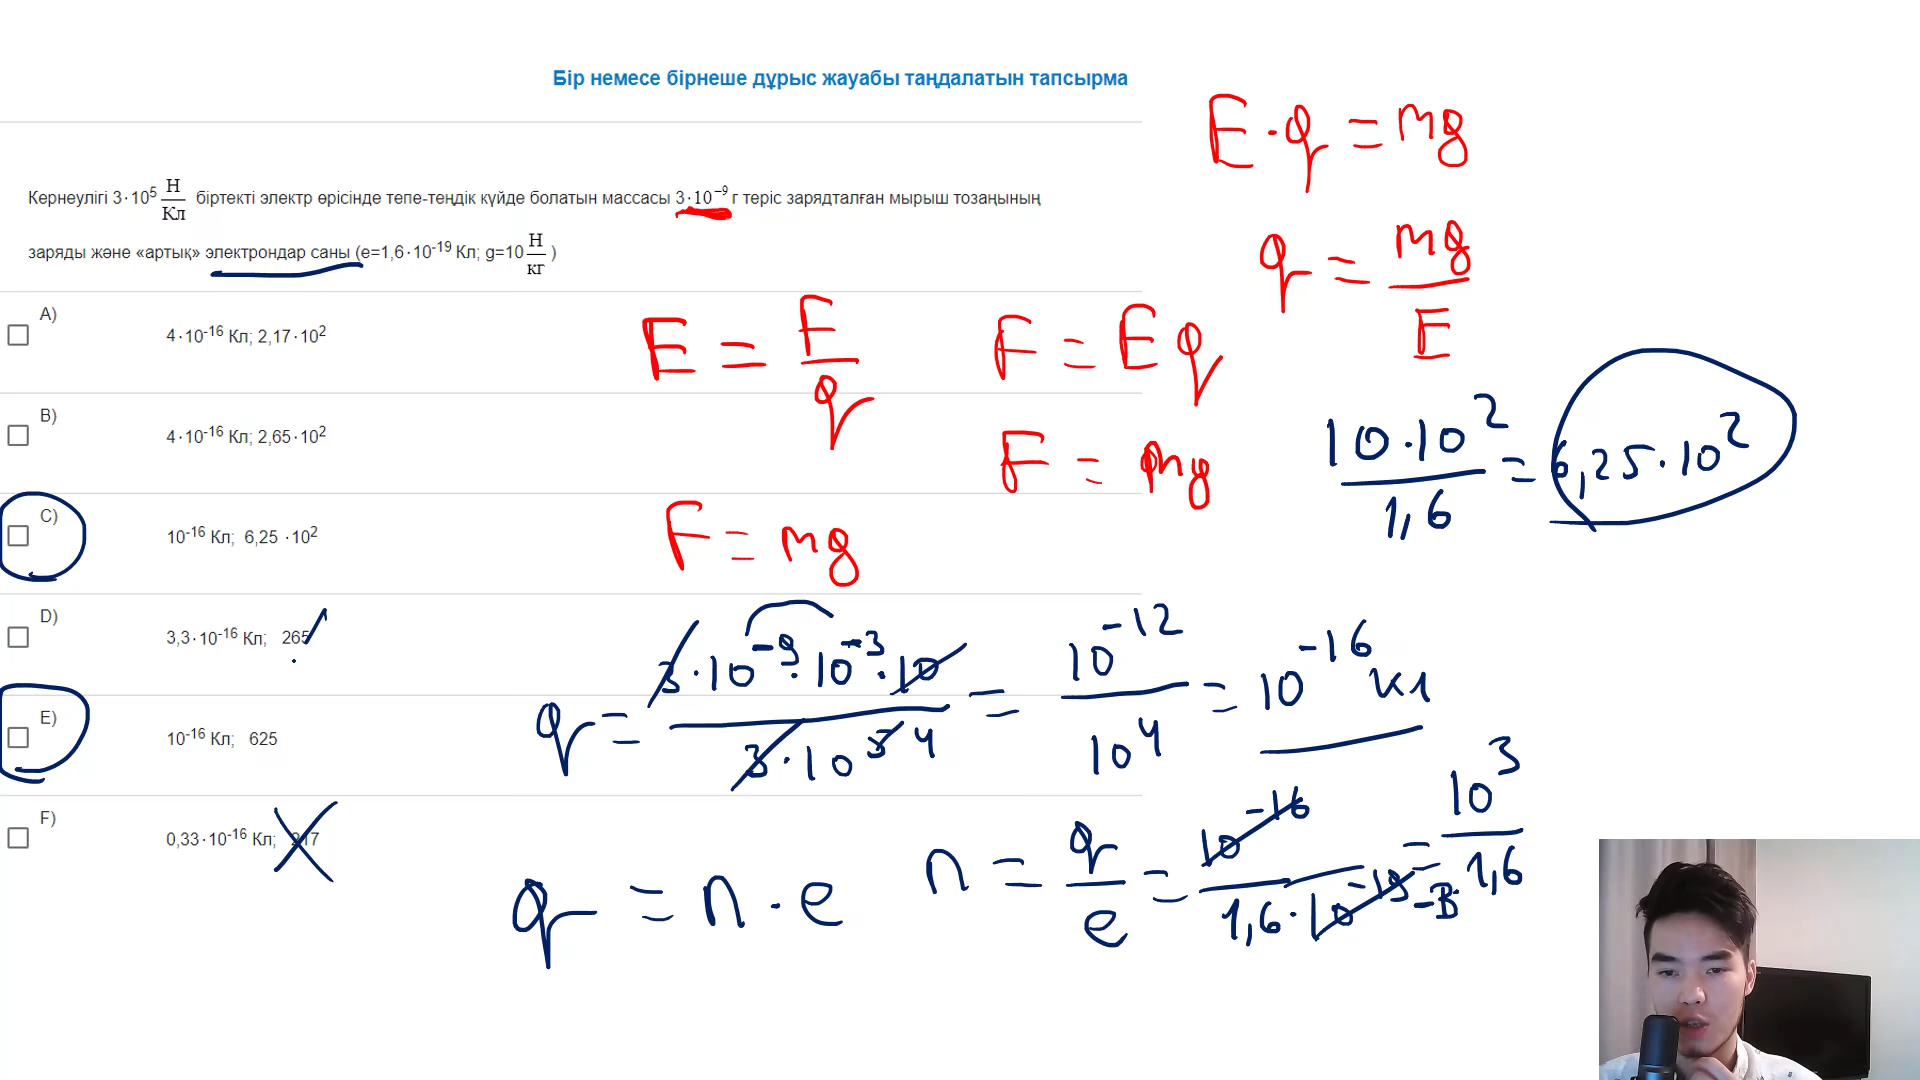 Бір немесе бірнеше дұрыс жауабы таңдалатын тапсырма
Кернеулігі 3·10⁵ Н/Кл біртекті электр өрісінде тепе-теңдік күйде болатын массасы 3·10⁻⁹ г теріс зарядталған мырыш тозаңының
заряды және «артық» электрондар саны (e=1,6·10⁻¹⁹ Кл; g=10 Н/кг)
A)
4·10⁻¹⁶ Кл; 2,17·10²
B)
4·10⁻¹⁶ Кл; 2,65·10²
C)
10⁻¹⁶ Кл; 6,25 ·10²
D)
3,3·10⁻¹⁶ Кл; 265
E)
10⁻¹⁶ Кл; 625
F)
0,33·10⁻¹⁶ Кл; 217
E·q = mg
q = mg/E
E = F/q
F = Eq
F = mg
F = mg
10·10²/1,6 = 6,25·10²
q = 3·10⁻⁹·10⁻³·10/3·10⁵ ⁴ = 10⁻¹²/10⁴ = 10⁻¹⁶ Кл
q = n·e
n = q/e = 10⁻¹⁶/1,6·10⁻¹⁹ ⁻³ = 10³/1,6